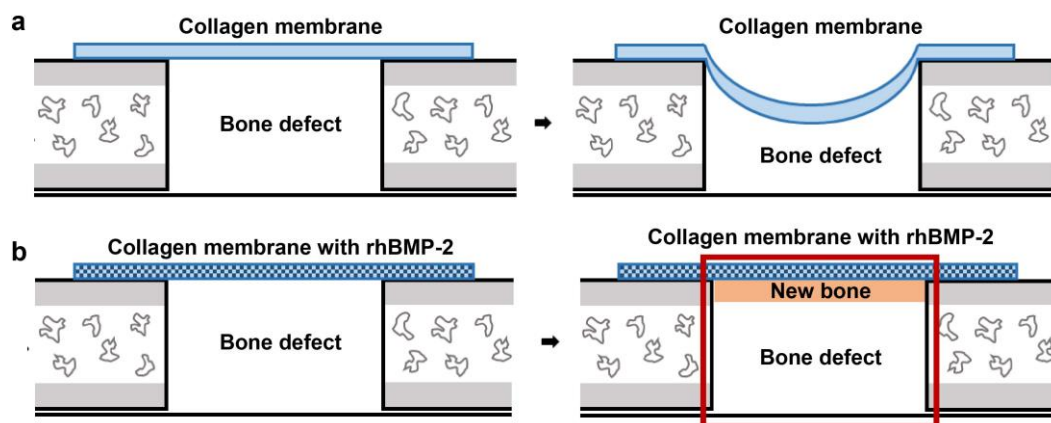 a
Collagen membrane
Collagen membrane
Bone defect
Bone defect
b
Collagen membrane with rhBMP-2
Collagen membrane with rhBMP-2
New bone
Bone defect
Bone defect